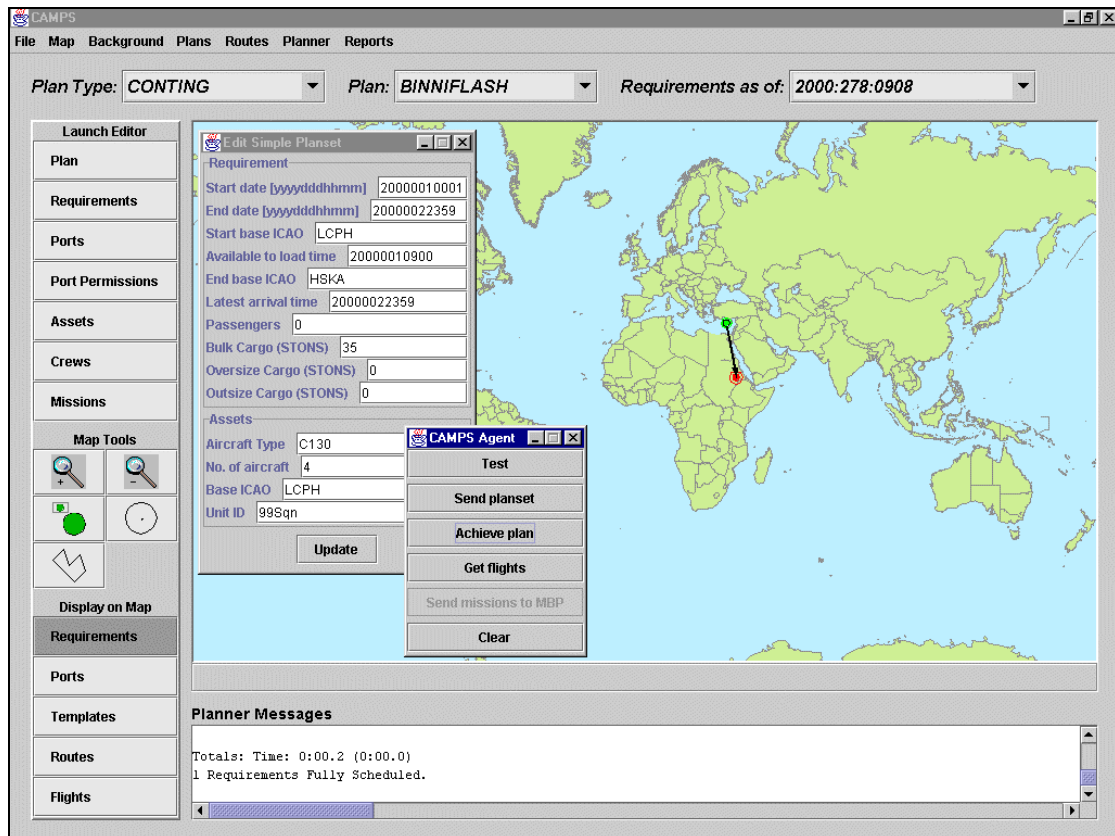 CAMPS
File Map Background Plans Routes Planner Reports
Plan Type: CONTING Plan: BINNIFLASH Requirements as of: 2000:278:0908
Launch Editor
Plan
Requirements
Ports
Port Permissions
Assets
Crews
Missions
Map Tools
Display on Map
Requirements
Ports
Templates
Routes
Flights
Edit Simple Planset
Requirement
Start date [yyyydddhhmm] 20000010001
End date [yyyydddhhmm] 20000022359
Start base ICAO LCPH
Available to load time 20000010900
End base ICAO HSKA
Latest arrival time 20000022359
Passengers 0
Bulk Cargo (STONS) 35
Oversize Cargo (STONS) 0
Outsize Cargo (STONS) 0
Assets
Aircraft Type C130
No. of aircraft 4
Base ICAO LCPH
Unit ID 99Sqn
Update
CAMPS Agent
Test
Send planset
Achieve plan
Get flights
Send missions to MBP
Clear
Planner Messages
Totals: Time: 0:00.2 (0:00.0)
1 Requirements Fully Scheduled.